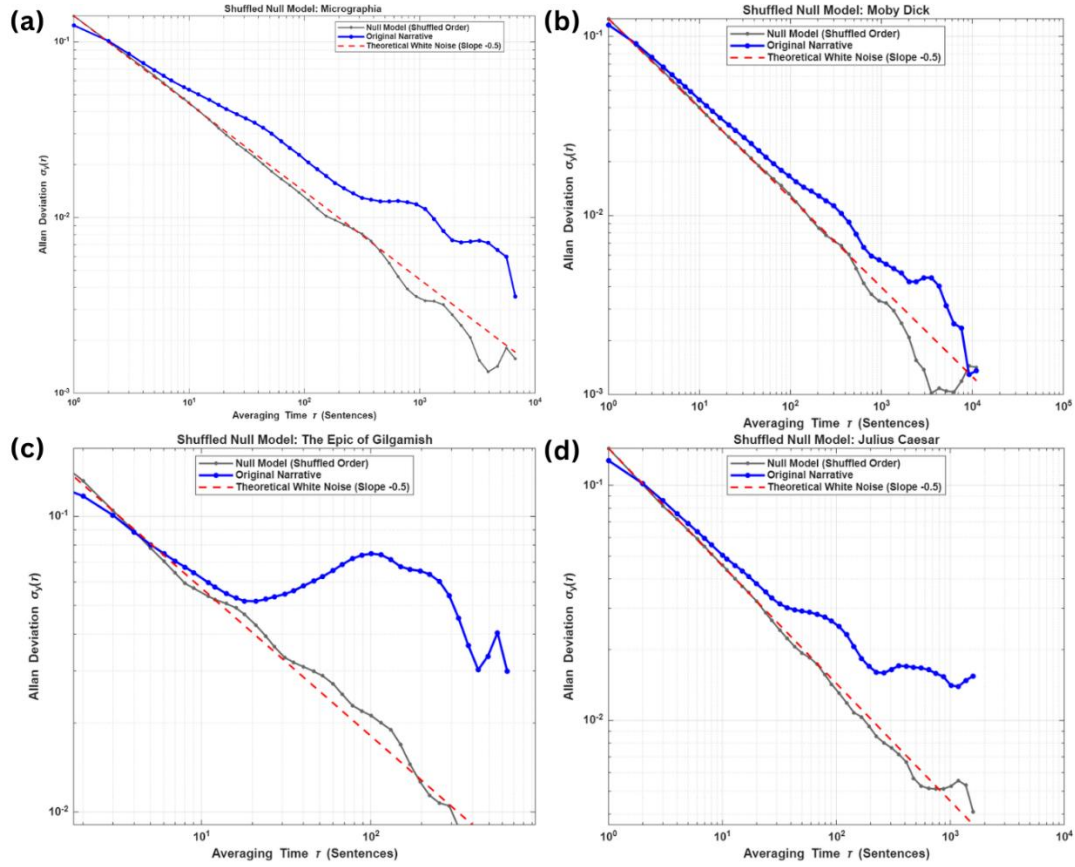 (a)
Shuffled Null Model: Micrographia
Null Model (Shuffled Order)
Original Narrative
Theoretical White Noise (Slope -0.5)
Allan Deviation σy(τ)
10⁻¹
10⁻²
10⁻³
10⁰ 10¹ 10² 10³ 10⁴
Averaging Time τ (Sentences)
(b)
Shuffled Null Model: Moby Dick
Null Model (Shuffled Order)
Original Narrative
Theoretical White Noise (Slope -0.5)
Allan Deviation σy(τ)
10⁻¹
10⁻²
10⁻³
10⁰ 10¹ 10² 10³ 10⁴ 10⁵
Averaging Time τ (Sentences)
(c)
Shuffled Null Model: The Epic of Gilgamish
Null Model (Shuffled Order)
Original Narrative
Theoretical White Noise (Slope -0.5)
Allan Deviation σy(τ)
10⁻¹
10⁻²
10¹ 10²
Averaging Time τ (Sentences)
(d)
Shuffled Null Model: Julius Caesar
Null Model (Shuffled Order)
Original Narrative
Theoretical White Noise (Slope -0.5)
Allan Deviation σy(τ)
10⁻¹
10⁻²
10⁰ 10¹ 10² 10³ 10⁴
Averaging Time τ (Sentences)